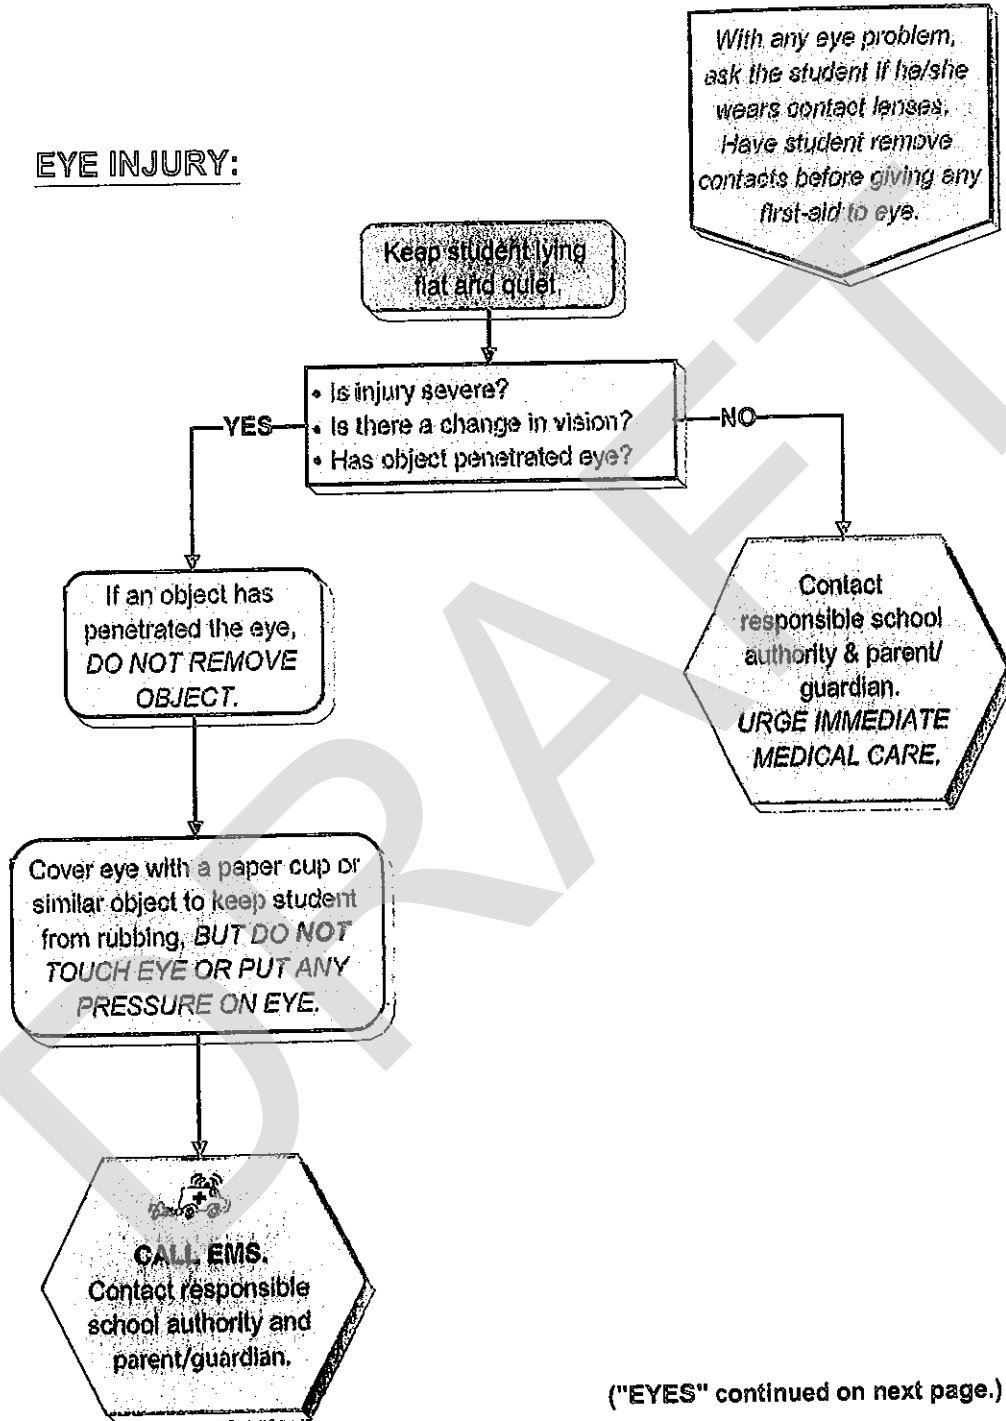 With any eye problem,
ask the student if he/she
wears contact lenses.
Have student remove
contacts before giving any
first-aid to eye.
EYE INJURY:
Keep student lying
flat and quiet.
• Is injury severe?
• Is there a change in vision?
• Has object penetrated eye?
YES
NO
If an object has
penetrated the eye,
DO NOT REMOVE
OBJECT.
Contact
responsible school
authority & parent/
guardian.
URGE IMMEDIATE
MEDICAL CARE.
Cover eye with a paper cup or
similar object to keep student
from rubbing, BUT DO NOT
TOUCH EYE OR PUT ANY
PRESSURE ON EYE.
CALL EMS.
Contact responsible
school authority and
parent/guardian.
("EYES" continued on next page.)
DRAFT